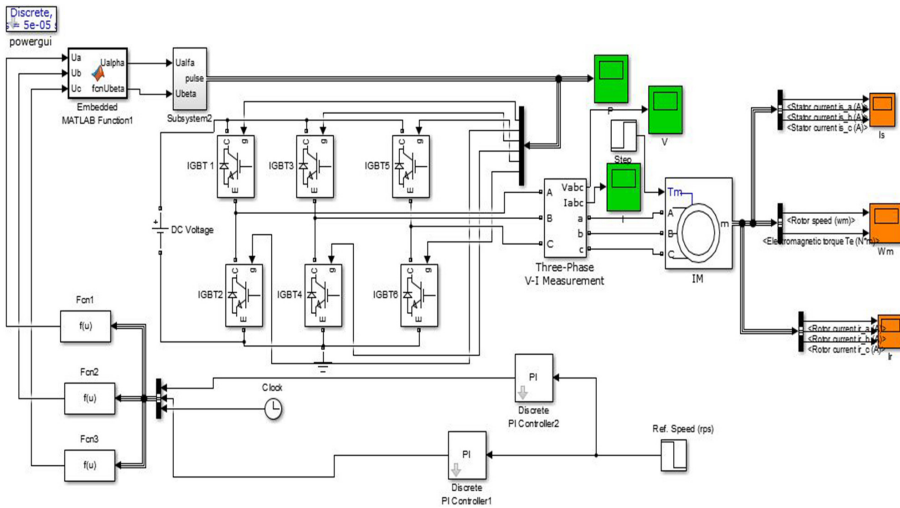 Discrete,
= 5e-05
powergui
Ua
Ub
Uc
Ualpha
fcnUbeta
Embedded
MATLAB Function1
Ualfa
pulse
Ubeta
Subsystem2
P
V
Step
I
Is
<Stator current is_a (A)>
<Stator current is_b (A)>
<Stator current is_c (A)>
C
g
E
IGBT 1
C
g
E
IGBT3
C
g
E
IGBT5
A
B
C
Vabc
Iabc
a
b
c
Three-Phase
V-I Measurement
Tm
A
B
C
m
IM
<Rotor speed (wm)>
<Electromagnetic torque Te (N*m)>
Wm
+
DC Voltage
C
g
E
IGBT2
C
g
E
IGBT4
C
g
E
IGBT6
<Rotor current ir_a (A)>
<Rotor current ir_b (A)>
<Rotor current ir_c (A)>
Ir
Fcn1
f(u)
Fcn2
f(u)
Fcn3
f(u)
Clock
PI
Discrete
PI Controller2
Ref. Speed (rps)
PI
Discrete
PI Controller1